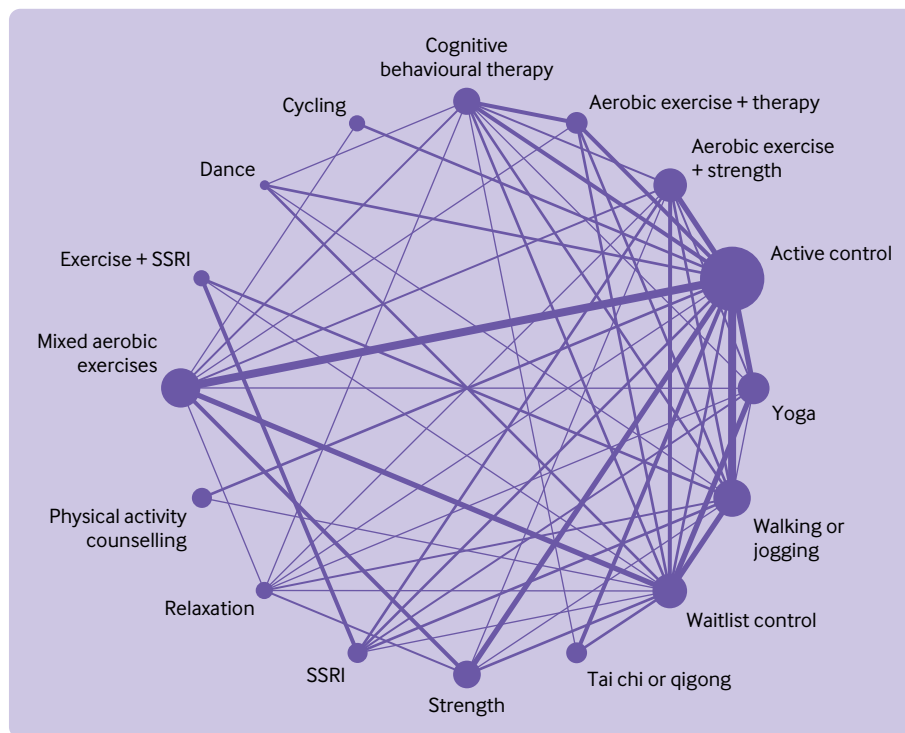 Cognitive
behavioural therapy
Cycling
Aerobic exercise + therapy
Dance
Aerobic exercise
+ strength
Exercise + SSRI
Active control
Mixed aerobic
exercises
Yoga
Physical activity
counselling
Walking or
jogging
Relaxation
Waitlist control
SSRI
Tai chi or qigong
Strength